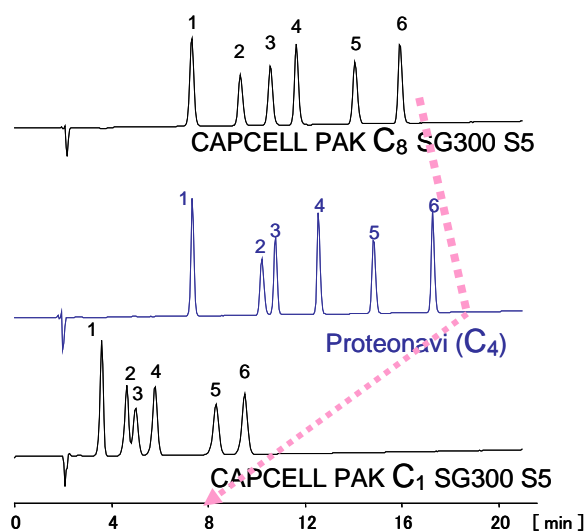 1 2 3 4 5 6
CAPCELL PAK C8 SG300 S5
1 2 3 4 5 6
Proteonavi (C4)
1 2 3 4 5 6
CAPCELL PAK C1 SG300 S5
0 4 8 12 16 20 [ min ]